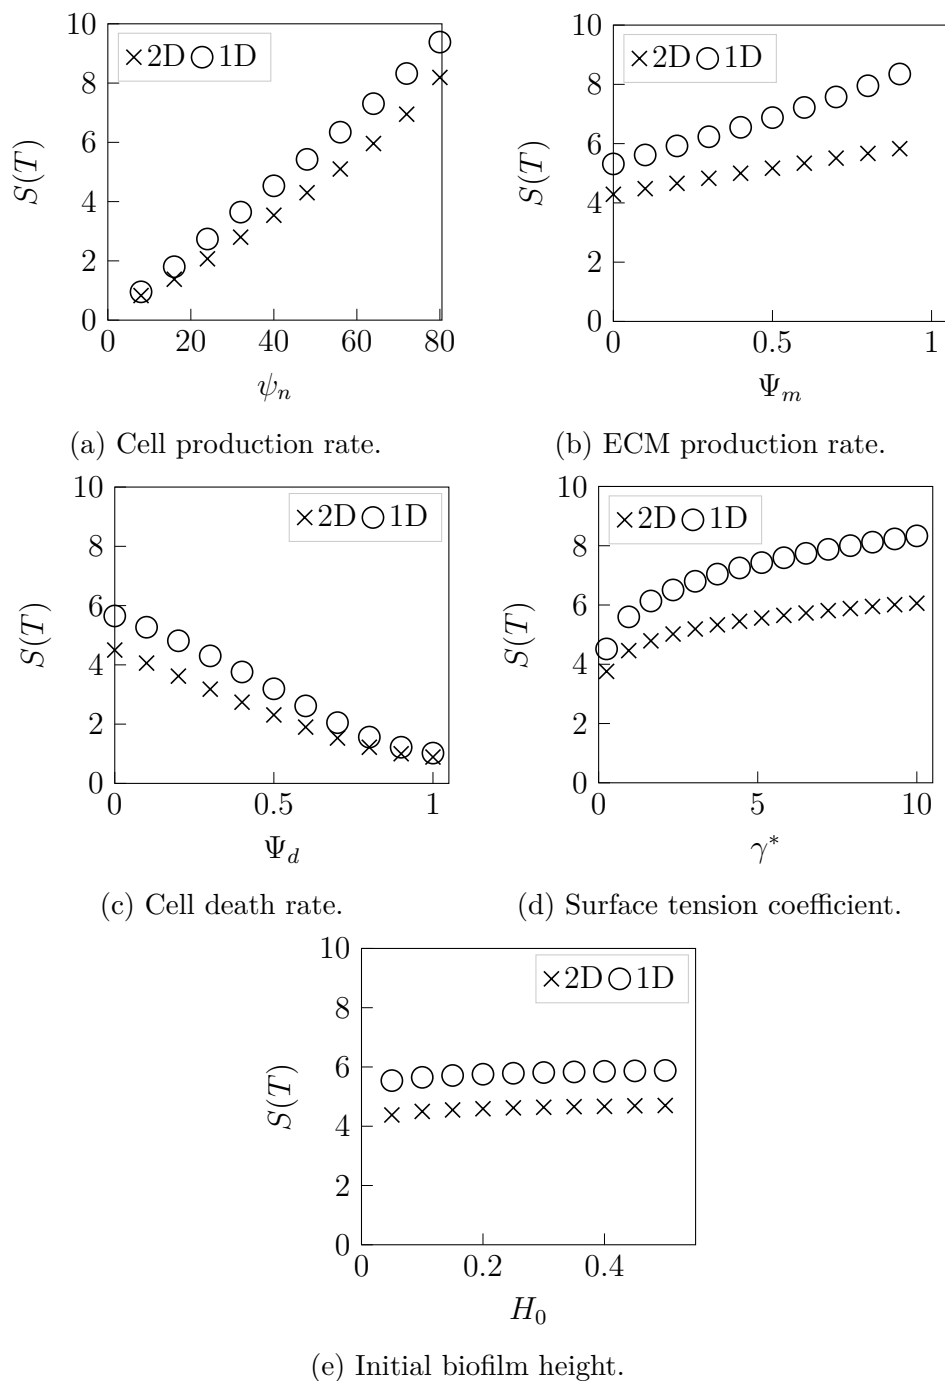 10
8
6
4
2
0
S(T)
× 2D ○ 1D
0 20 40 60 80
ψ_n
(a) Cell production rate.
10
8
6
4
2
0
S(T)
× 2D ○ 1D
0 0.5 1
Ψ_m
(b) ECM production rate.
10
8
6
4
2
0
S(T)
× 2D ○ 1D
0 0.5 1
Ψ_d
(c) Cell death rate.
10
8
6
4
2
0
S(T)
× 2D ○ 1D
0 5 10
γ*
(d) Surface tension coefficient.
10
8
6
4
2
0
S(T)
× 2D ○ 1D
0 0.2 0.4
H_0
(e) Initial biofilm height.